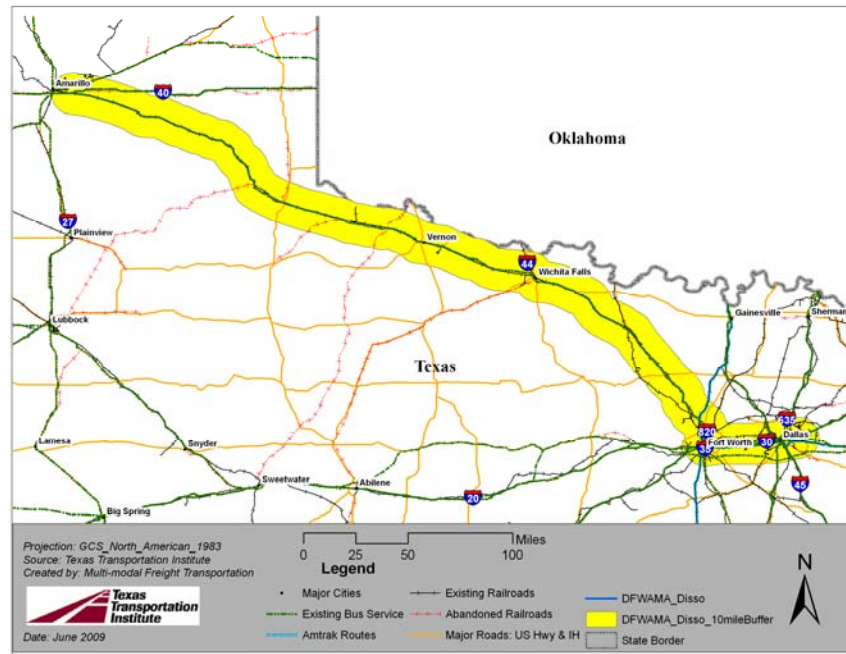 Amarillo
40
Oklahoma
27
Plainview
Vernon
44
Wichita Falls
Lubbock
Gainesville
Sherman
Texas
635
820
Lamesa
Snyder
Fort Worth
30
Dallas
35
Sweetwater
Abilene
20
45
Big Spring
Projection: GCS_North_American_1983
Source: Texas Transportation Institute
Created by: Multi-modal Freight Transportation
Texas
Transportation
Institute
Date: June 2009
Miles
0 25 50 100
Legend
Major Cities
Existing Bus Service
Amtrak Routes
Existing Railroads
Abandoned Railroads
Major Roads: US Hwy & IH
DFWAMA_Disso
DFWAMA_Disso_10mileBuffer
State Border
N